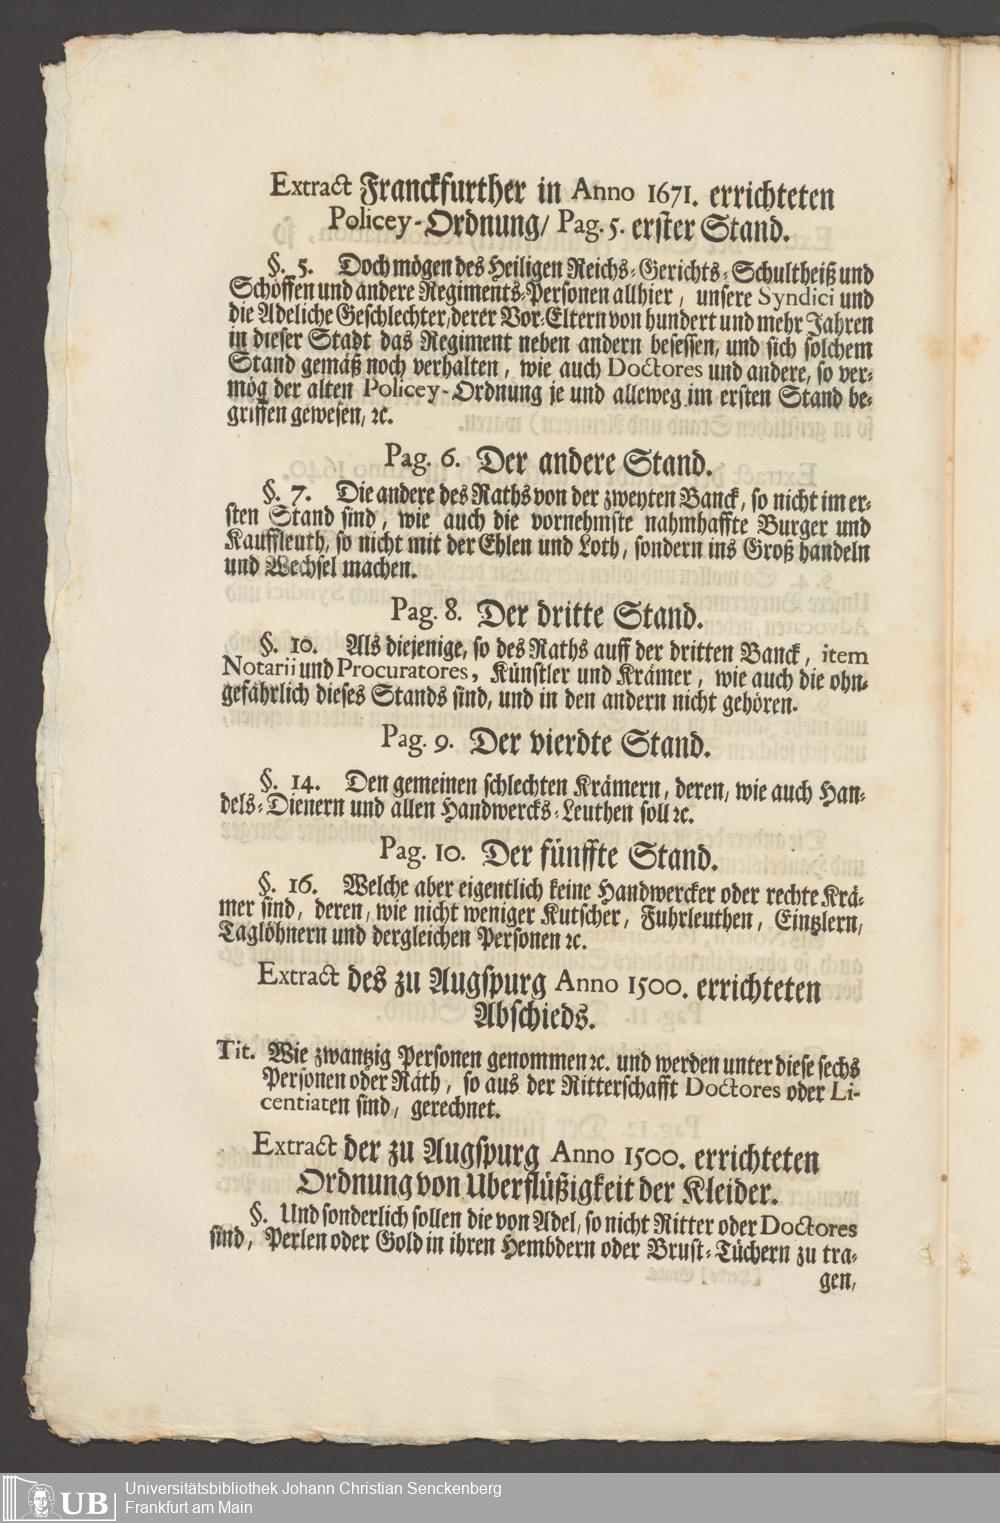 Extract Franckfurther in Anno 1671. errichteten
Policey-Ordnung/ Pag. 5. erster Stand.
§. 5. Doch mögen des Heiligen Reichs-Gerichts-Schultheiß und
Schöffen und andere Regiments-Personen allhier, unsere Syndici und
die Adeliche Geschlechter, derer Vor-Eltern von hundert und mehr Jahren
in dieser Stadt das Regiment neben andern besessen, und sich solchem
Stand gemäß noch verhalten, wie auch Doctores und andere, so ver-
mög der alten Policey-Ordnung je und alleweg im ersten Stand be-
griffen gewesen, ꝛc.
Pag. 6. Der andere Stand.
§. 7. Die andere des Raths von der zweyten Banck, so nicht im er-
sten Stand sind, wie auch die vornehmste nahmhaffte Burger und
Kauffleuth, so nicht mit der Ehlen und Loth, sondern ins Groß handeln
und Wechsel machen.
Pag. 8. Der dritte Stand.
§. 10. Als diejenige, so des Raths auff der dritten Banck, item
Notarii und Procuratores, Künstler und Krämer, wie auch die ohn-
gefährlich dieses Stands sind, und in den andern nicht gehören.
Pag. 9. Der vierdte Stand.
§. 14. Den gemeinen schlechten Krämern, deren, wie auch Han-
dels-Dienern und allen Handwercks-Leuthen soll ꝛc.
Pag. 10. Der fünffte Stand.
§. 16. Welche aber eigentlich keine Handwercker oder rechte Krä-
mer sind, deren, wie nicht weniger Kutscher, Fuhrleuthen, Eintzlern,
Taglöhnern und dergleichen Personen ꝛc.
Extract des zu Augspurg Anno 1500. errichteten
Abschieds.
Tit. Wie zwantzig Personen genommen ꝛc. und werden unter diese sechs
Personen oder Räth, so aus der Ritterschafft Doctores oder Li-
centiaten sind, gerechnet.
Extract der zu Augspurg Anno 1500. errichteten
Ordnung von Uberflüßigkeit der Kleider.
§. Und sonderlich sollen die von Adel, so nicht Ritter oder Doctores
sind, Perlen oder Gold in ihren Hembdern oder Brust-Tüchern zu tra-
gen,
UB
Universitätsbibliothek Johann Christian Senckenberg
Frankfurt am Main